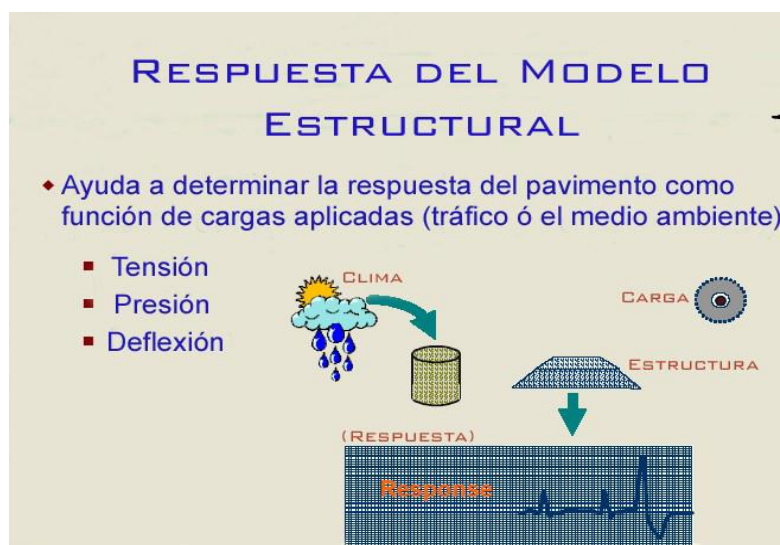 RESPUESTA DEL MODELO
ESTRUCTURAL
Ayuda a determinar la respuesta del pavimento como
función de cargas aplicadas (tráfico ó el medio ambiente)
Tensión
Presión
Deflexión
CLIMA
CARGA
ESTRUCTURA
(RESPUESTA)
Response